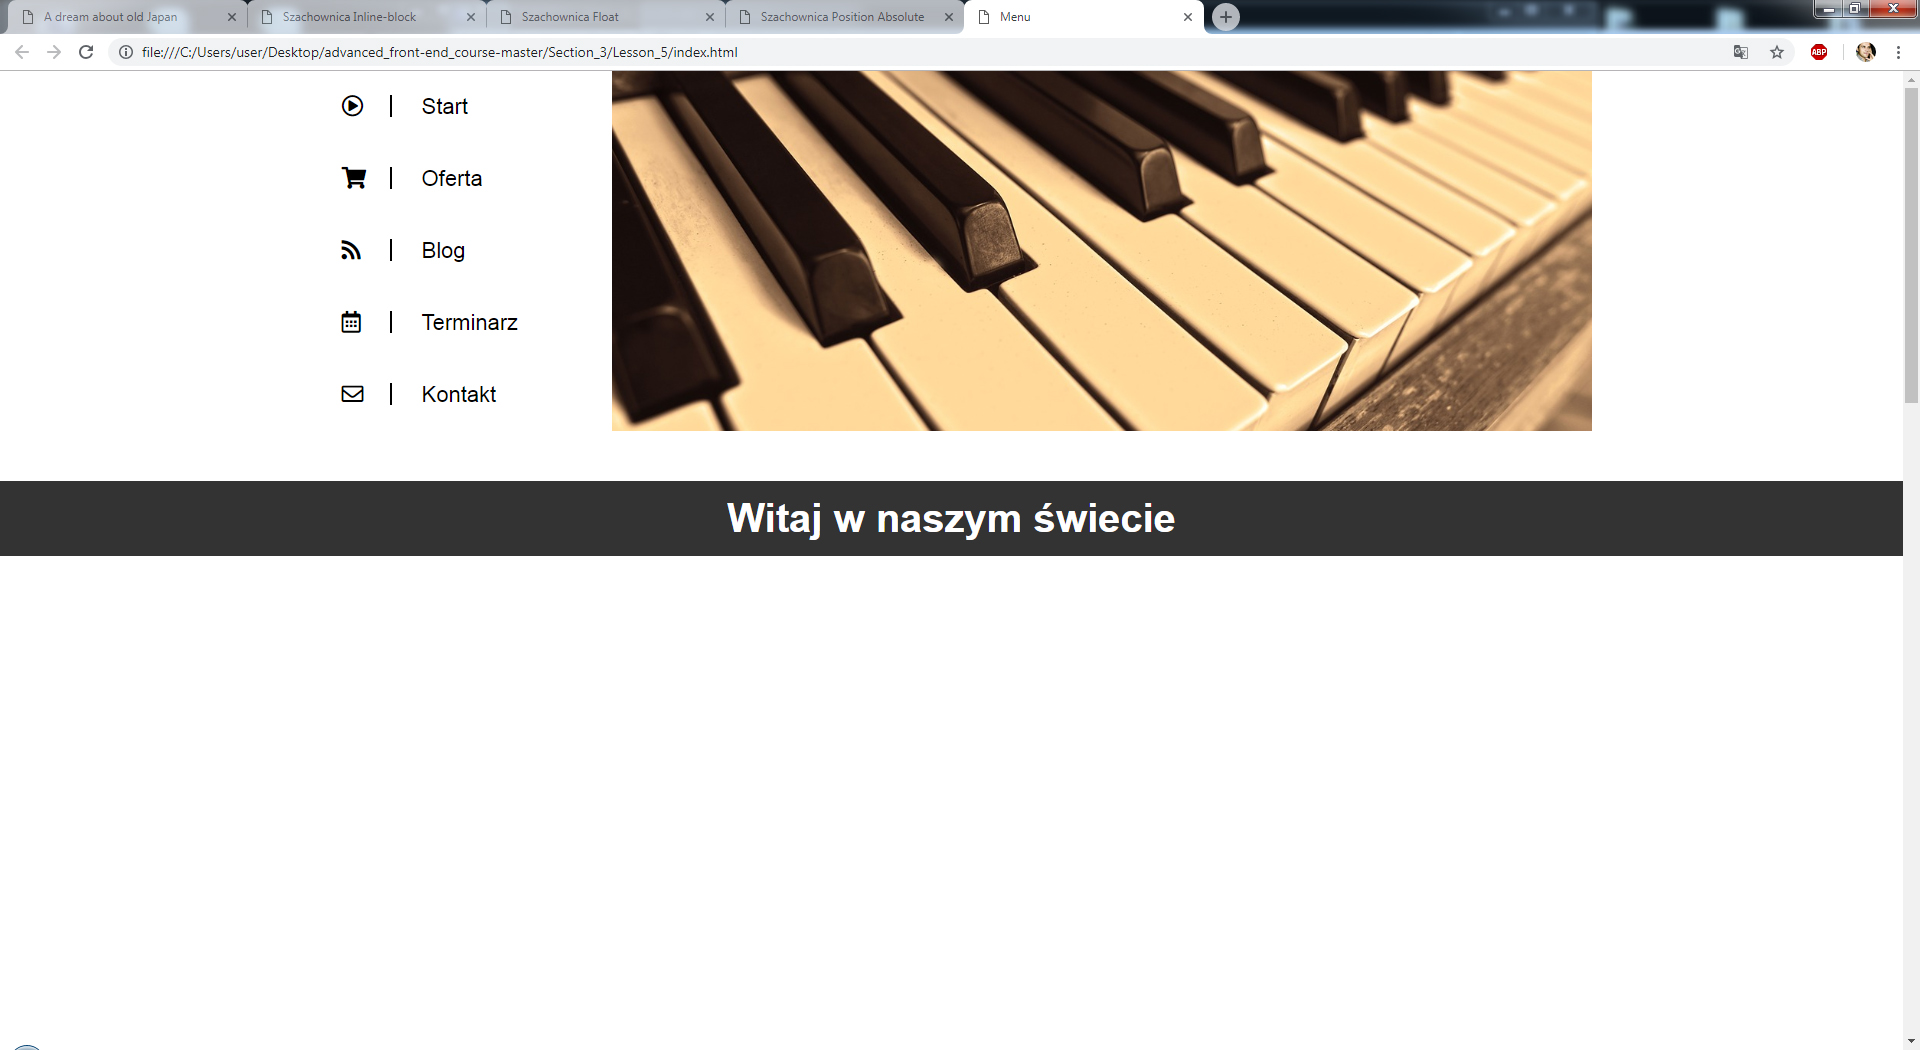 A dream about old Japan
Szachownica Inline-block
Szachownica Float
Szachownica Position Absolute
Menu
file:///C:/Users/user/Desktop/advanced_front-end_course-master/Section_3/Lesson_5/index.html
ABP
Start
Oferta
Blog
Terminarz
Kontakt
Witaj w naszym świecie